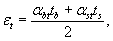 ε_t = (α_{bt} t_b + α_{st} t_s) / 2 ,